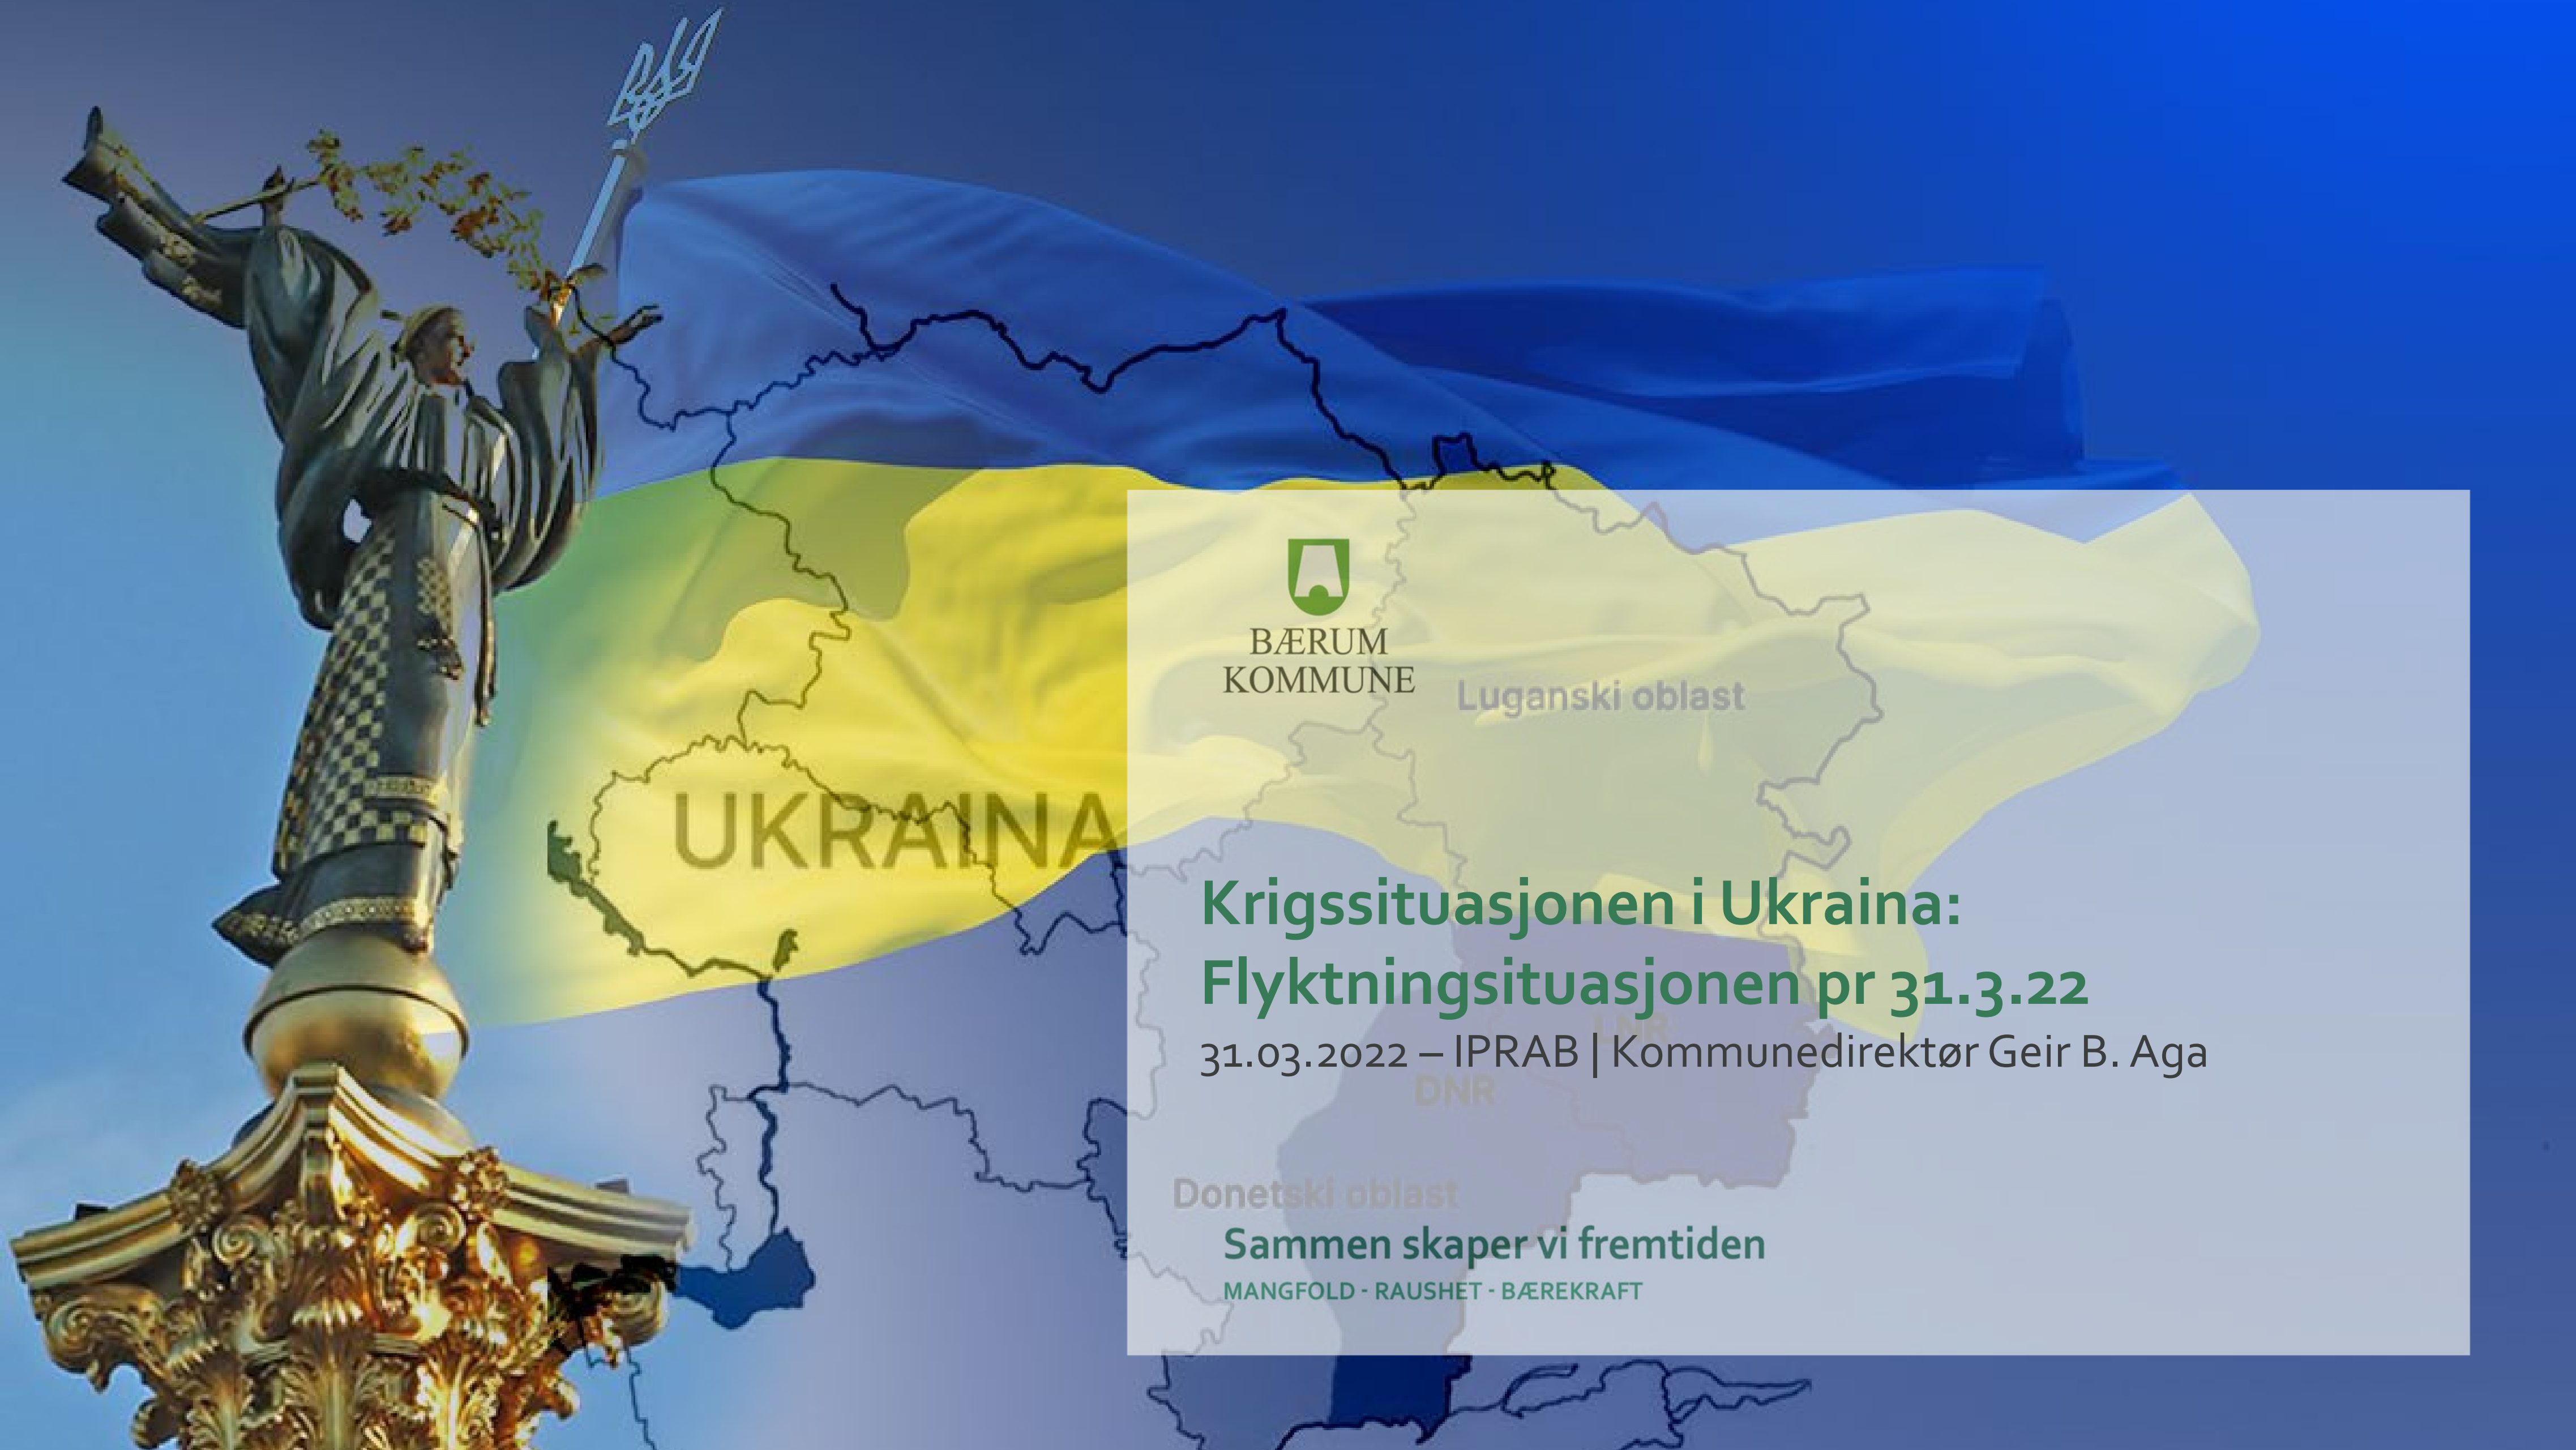 BÆRUM
KOMMUNE
Luganski oblast
UKRAINA
Krigssituasjonen i Ukraina:
Flyktningsituasjonen pr 31.3.22
LNR
31.03.2022 – IPRAB | Kommunedirektør Geir B. Aga
DNR
Donetski oblast
Sammen skaper vi fremtiden
MANGFOLD - RAUSHET - BÆREKRAFT